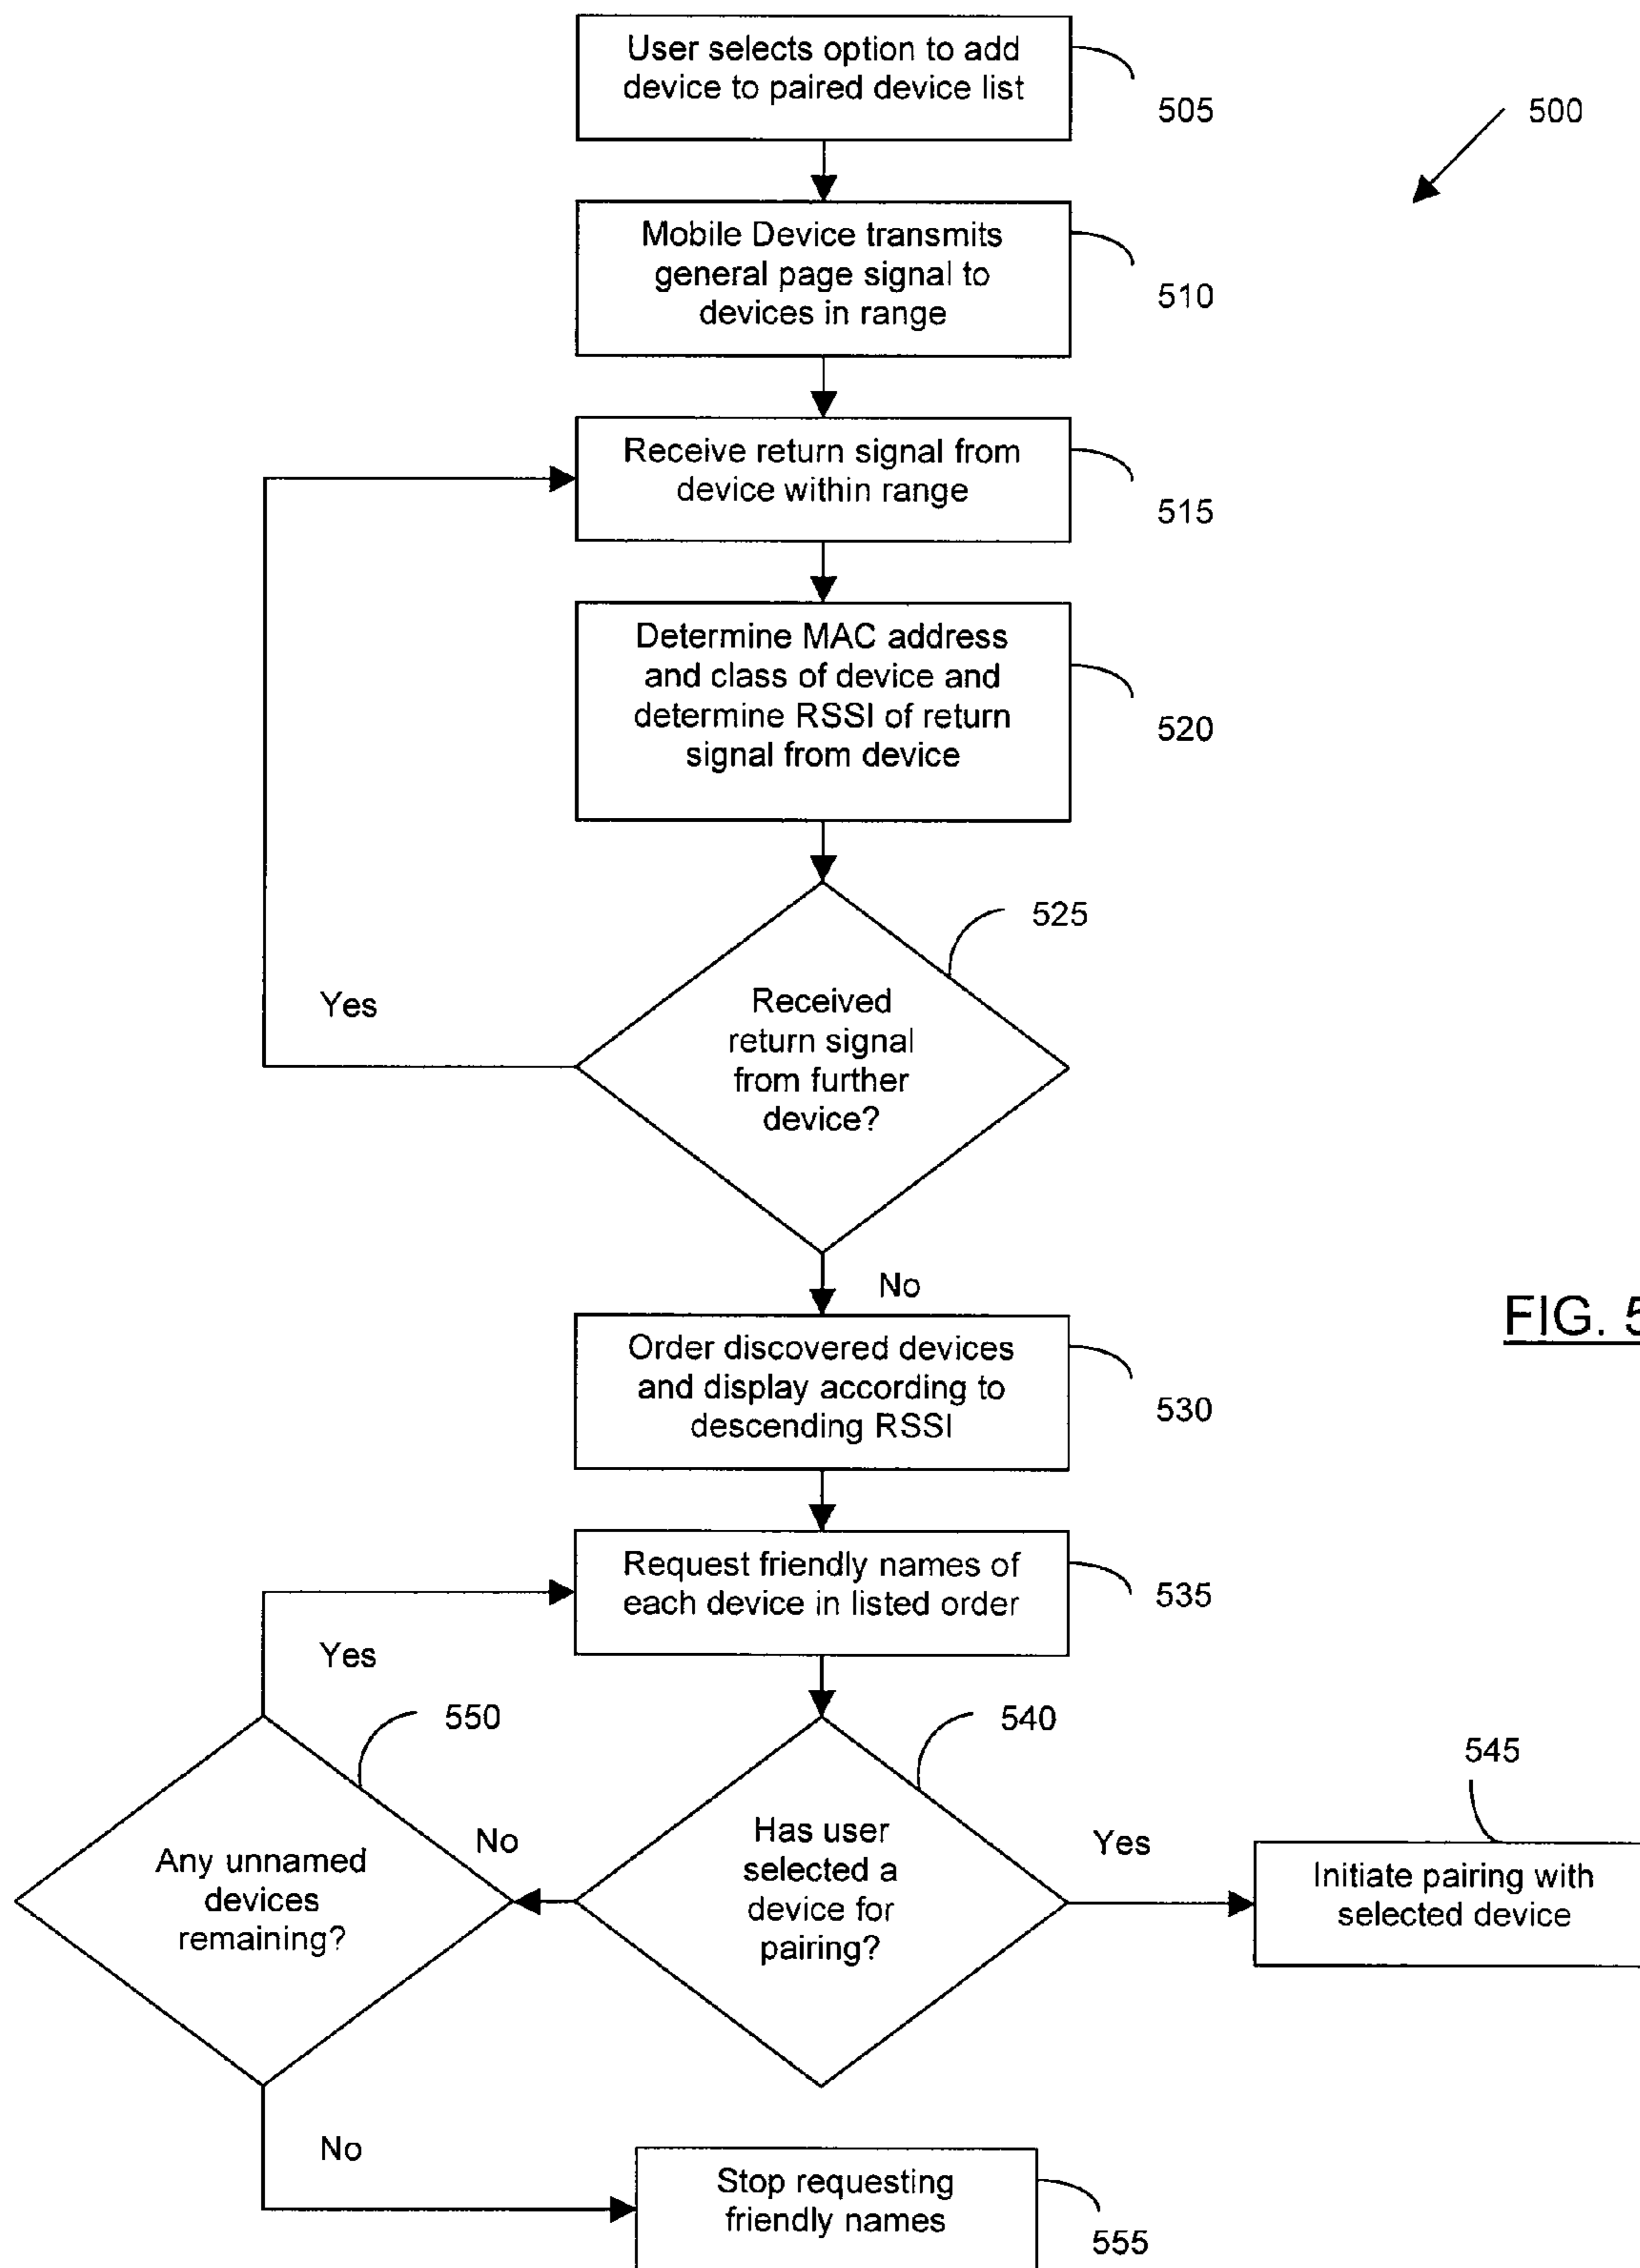 User selects option to add
device to paired device list
505
500
Mobile Device transmits
general page signal to
devices in range
510
Receive return signal from
device within range
515
Determine MAC address
and class of device and
determine RSSI of return
signal from device
520
525
Received
return signal
from further
device?
Yes
No
FIG. 5
Order discovered devices
and display according to
descending RSSI
530
Request friendly names of
each device in listed order
535
Yes
550
540
545
Any unnamed
devices
remaining?
No
Has user
selected a
device for
pairing?
Yes
Initiate pairing with
selected device
No
Stop requesting
friendly names
555